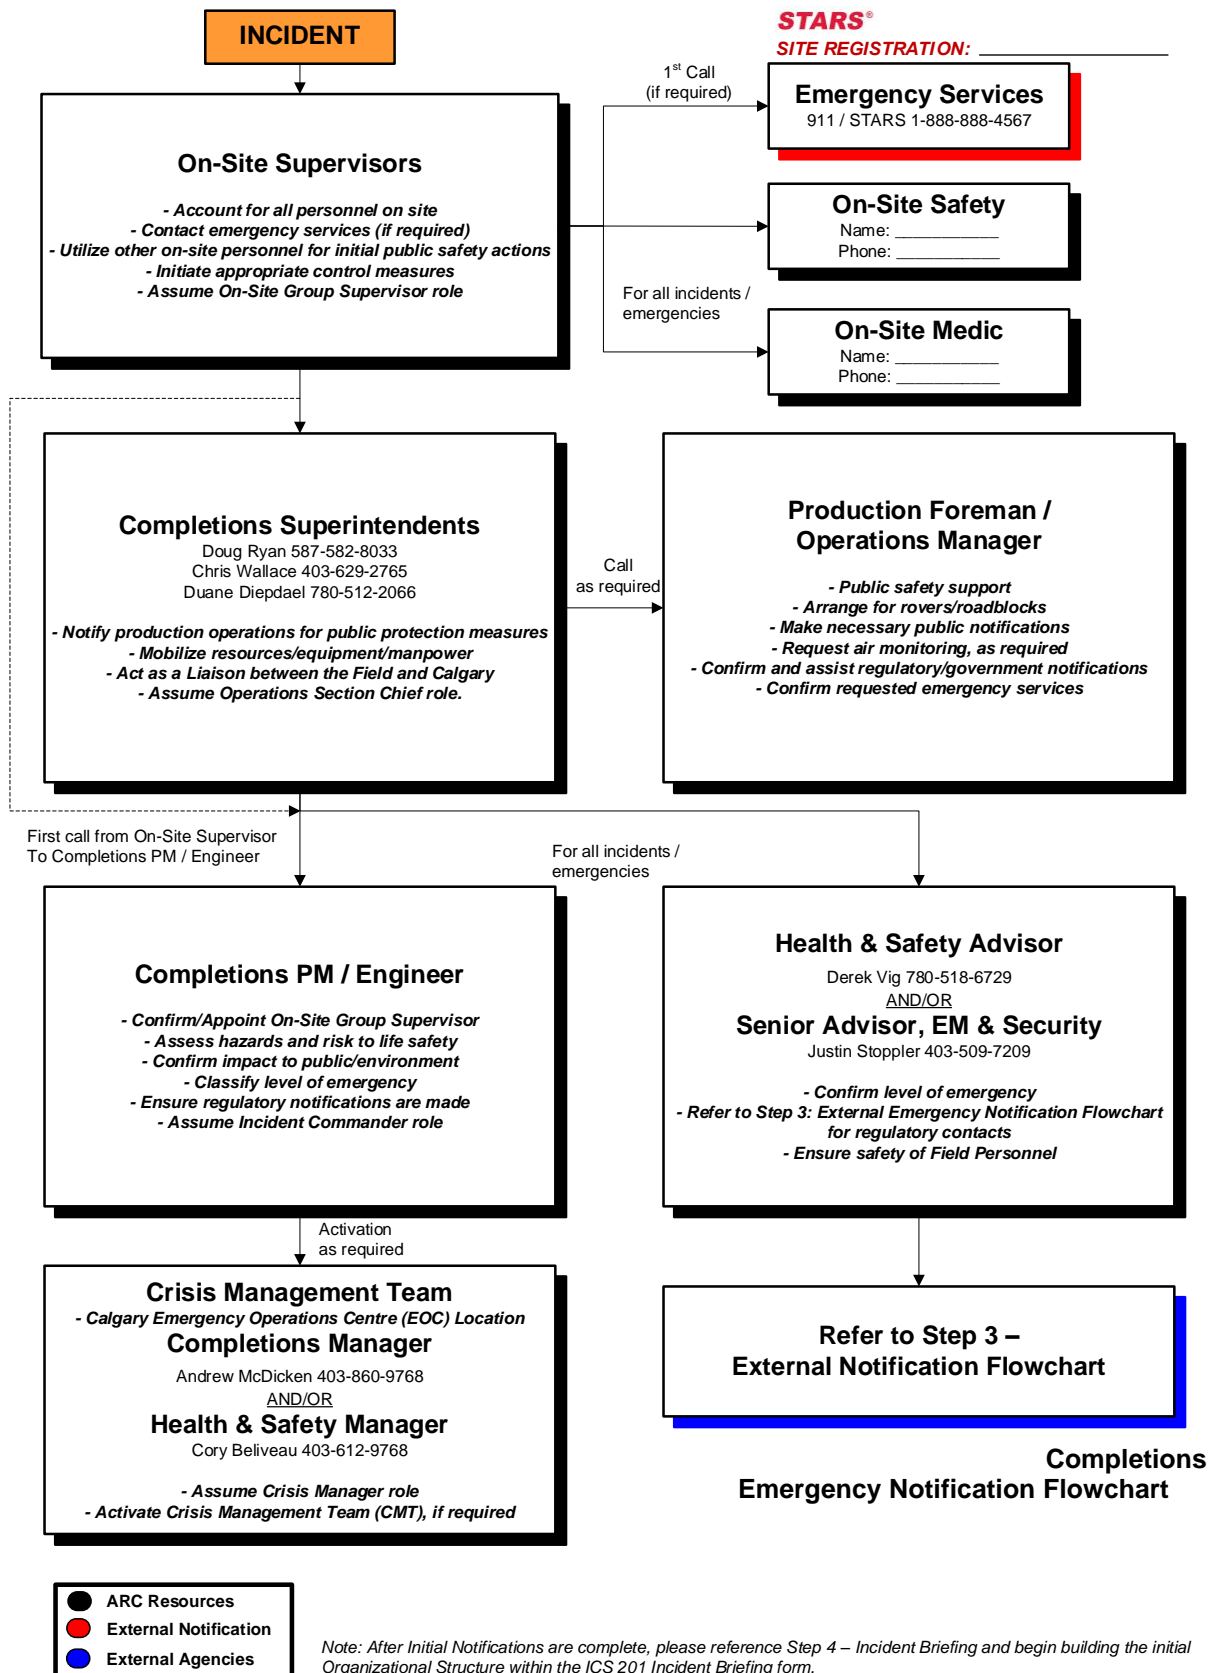 INCIDENT
STARS®
SITE REGISTRATION: ____________________
1st Call
(if required)
Emergency Services
911 / STARS 1-888-888-4567
On-Site Supervisors
- Account for all personnel on site
- Contact emergency services (if required)
- Utilize other on-site personnel for initial public safety actions
- Initiate appropriate control measures
- Assume On-Site Group Supervisor role
On-Site Safety
Name: ___________
Phone: ___________
For all incidents /
emergencies
On-Site Medic
Name: ___________
Phone: ___________
Completions Superintendents
Doug Ryan 587-582-8033
Chris Wallace 403-629-2765
Duane Diepdael 780-512-2066
- Notify production operations for public protection measures
- Mobilize resources/equipment/manpower
- Act as a Liaison between the Field and Calgary
- Assume Operations Section Chief role.
Call
as required
Production Foreman /
Operations Manager
- Public safety support
- Arrange for rovers/roadblocks
- Make necessary public notifications
- Request air monitoring, as required
- Confirm and assist regulatory/government notifications
- Confirm requested emergency services
First call from On-Site Supervisor
To Completions PM / Engineer
For all incidents /
emergencies
Completions PM / Engineer
- Confirm/Appoint On-Site Group Supervisor
- Assess hazards and risk to life safety
- Confirm impact to public/environment
- Classify level of emergency
- Ensure regulatory notifications are made
- Assume Incident Commander role
Health & Safety Advisor
Derek Vig 780-518-6729
AND/OR
Senior Advisor, EM & Security
Justin Stoppler 403-509-7209
- Confirm level of emergency
- Refer to Step 3: External Emergency Notification Flowchart
for regulatory contacts
- Ensure safety of Field Personnel
Activation
as required
Crisis Management Team
- Calgary Emergency Operations Centre (EOC) Location
Completions Manager
Andrew McDicken 403-860-9768
AND/OR
Health & Safety Manager
Cory Beliveau 403-612-9768
- Assume Crisis Manager role
- Activate Crisis Management Team (CMT), if required
Refer to Step 3 –
External Notification Flowchart
Completions
Emergency Notification Flowchart
ARC Resources
External Notification
External Agencies
Note: After Initial Notifications are complete, please reference Step 4 – Incident Briefing and begin building the initial
Organizational Structure within the ICS 201 Incident Briefing form.